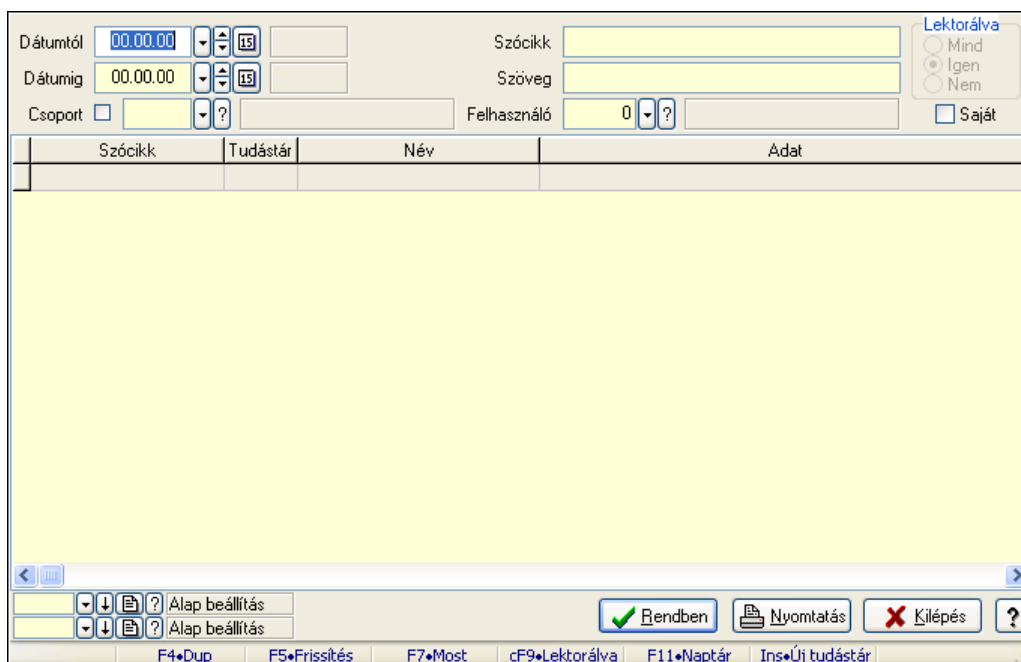 Dátumtól 00.00.00 15 Szócikk Lektorálva
Mind
Dátumig 00.00.00 15 Szöveg Igen
Nem
Csoport ? Felhasználó 0 ? Saját
Szócikk Tudástár Név Adat
? Alap beállítás
? Alap beállítás
Rendben Nyomtatás Kilépés ?
F4•Dup F5•Frissítés F7•Most cF9•Lektorálva F11•Naptár Ins•Új tudástár